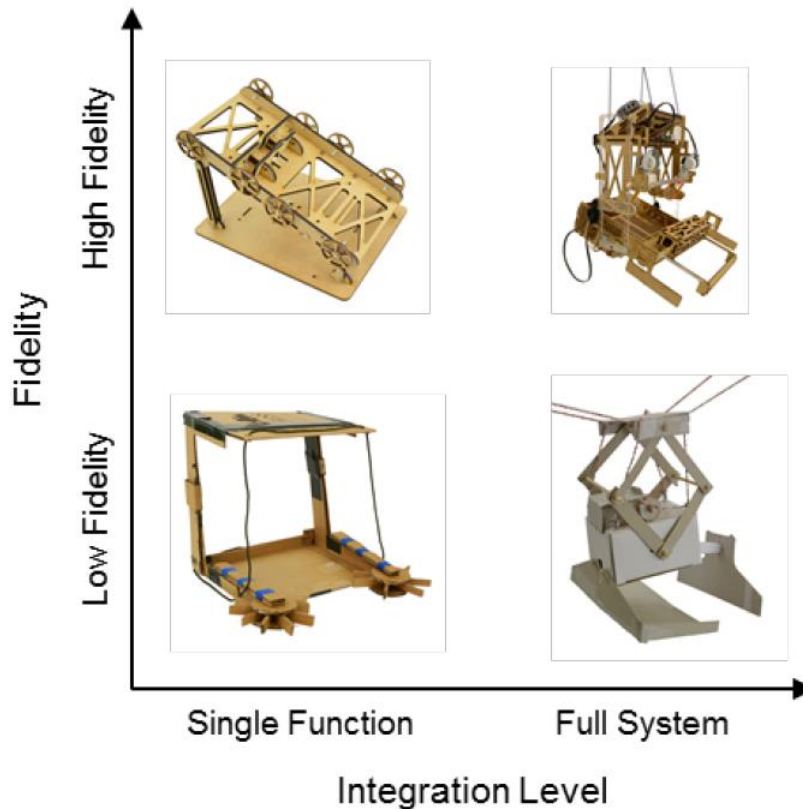 High Fidelity
Fidelity
Low Fidelity
Single Function
Full System
Integration Level